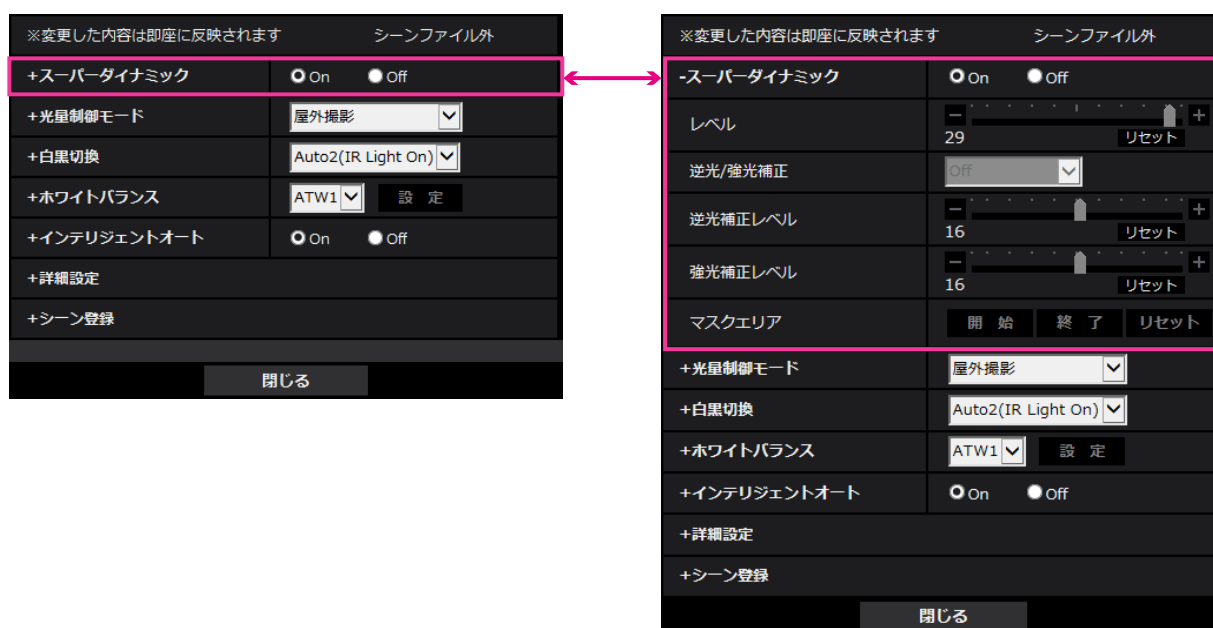 ※変更した内容は即座に反映されます シーンファイル外
+スーパーダイナミック On Off
+光量制御モード 屋外撮影
+白黒切換 Auto2(IR Light On)
+ホワイトバランス ATW1 設 定
+インテリジェントオート On Off
+詳細設定
+シーン登録
閉じる
※変更した内容は即座に反映されます シーンファイル外
-スーパーダイナミック On Off
レベル 29 リセット
逆光/強光補正 Off
逆光補正レベル 16 リセット
強光補正レベル 16 リセット
マスクエリア 開 始 終 了 リセット
+光量制御モード 屋外撮影
+白黒切換 Auto2(IR Light On)
+ホワイトバランス ATW1 設 定
+インテリジェントオート On Off
+詳細設定
+シーン登録
閉じる